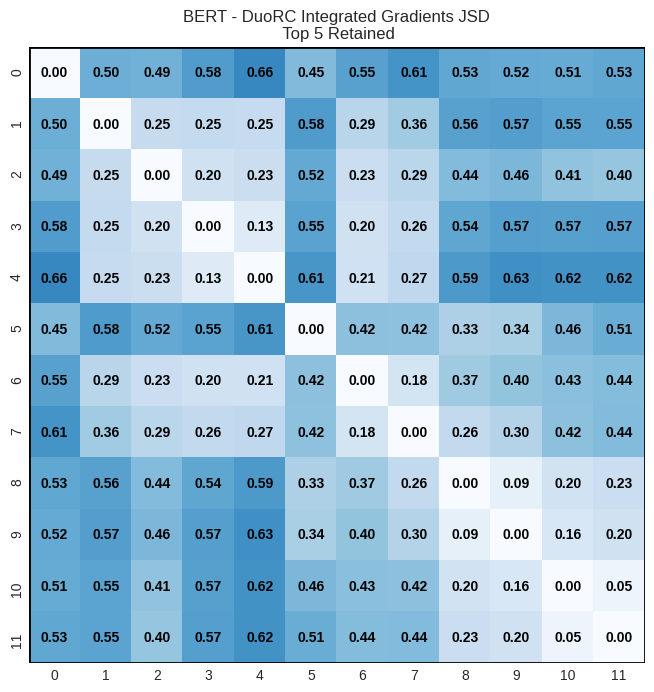 BERT - DuoRC Integrated Gradients JSD
Top 5 Retained
0 0.00 0.50 0.49 0.58 0.66 0.45 0.55 0.61 0.53 0.52 0.51 0.53
1 0.50 0.00 0.25 0.25 0.25 0.58 0.29 0.36 0.56 0.57 0.55 0.55
2 0.49 0.25 0.00 0.20 0.23 0.52 0.23 0.29 0.44 0.46 0.41 0.40
3 0.58 0.25 0.20 0.00 0.13 0.55 0.20 0.26 0.54 0.57 0.57 0.57
4 0.66 0.25 0.23 0.13 0.00 0.61 0.21 0.27 0.59 0.63 0.62 0.62
5 0.45 0.58 0.52 0.55 0.61 0.00 0.42 0.42 0.33 0.34 0.46 0.51
6 0.55 0.29 0.23 0.20 0.21 0.42 0.00 0.18 0.37 0.40 0.43 0.44
7 0.61 0.36 0.29 0.26 0.27 0.42 0.18 0.00 0.26 0.30 0.42 0.44
8 0.53 0.56 0.44 0.54 0.59 0.33 0.37 0.26 0.00 0.09 0.20 0.23
9 0.52 0.57 0.46 0.57 0.63 0.34 0.40 0.30 0.09 0.00 0.16 0.20
10 0.51 0.55 0.41 0.57 0.62 0.46 0.43 0.42 0.20 0.16 0.00 0.05
11 0.53 0.55 0.40 0.57 0.62 0.51 0.44 0.44 0.23 0.20 0.05 0.00
0 1 2 3 4 5 6 7 8 9 10 11